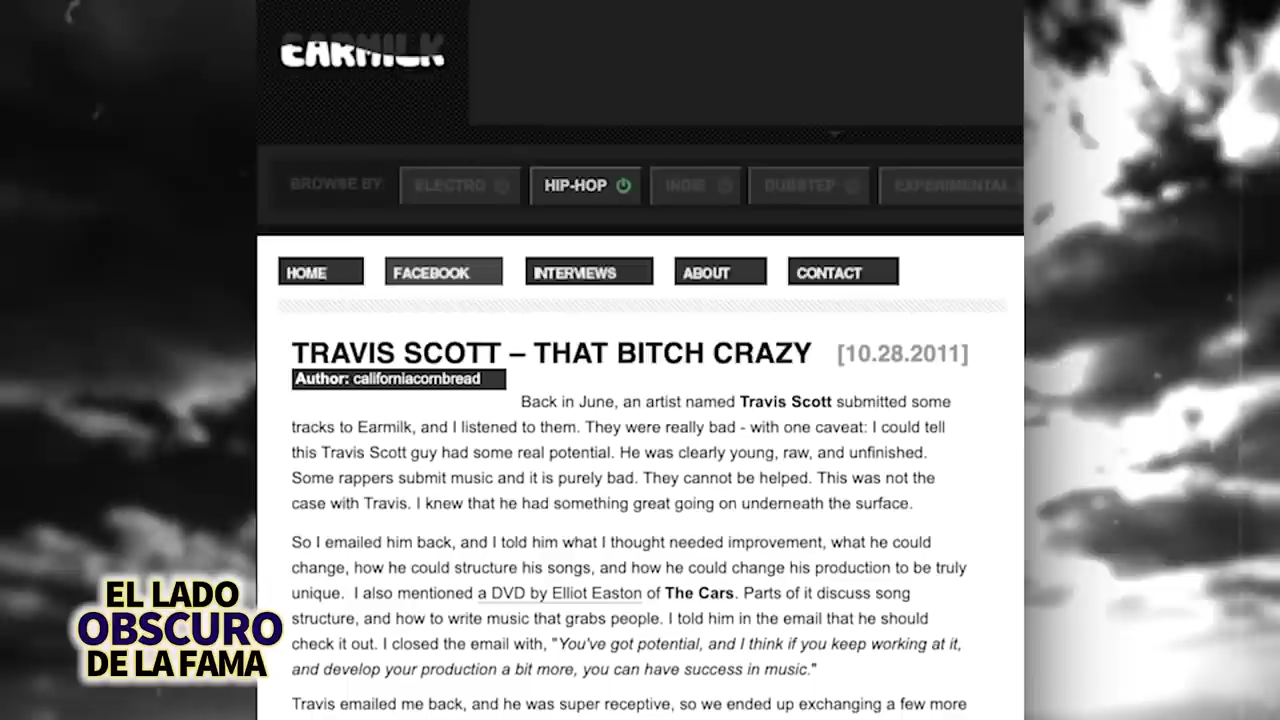 EARMILK
BROWSE BY:
ELECTRO
HIP-HOP
INDIE
DUBSTEP
EXPERIMENTAL
HOME
FACEBOOK
INTERVIEWS
ABOUT
CONTACT
TRAVIS SCOTT – THAT BITCH CRAZY [10.28.2011]
Author: californiacornbread
Back in June, an artist named Travis Scott submitted some
tracks to Earmilk, and I listened to them. They were really bad - with one caveat: I could tell
this Travis Scott guy had some real potential. He was clearly young, raw, and unfinished.
Some rappers submit music and it is purely bad. They cannot be helped. This was not the
case with Travis. I knew that he had something great going on underneath the surface.
So I emailed him back, and I told him what I thought needed improvement, what he could
change, how he could structure his songs, and how he could change his production to be truly
unique. I also mentioned a DVD by Elliot Easton of The Cars. Parts of it discuss song
structure, and how to write music that grabs people. I told him in the email that he should
check it out. I closed the email with, "You've got potential, and I think if you keep working at it,
and develop your production a bit more, you can have success in music."
Travis emailed me back, and he was super receptive, so we ended up exchanging a few more
EL LADO
OBSCURO
DE LA FAMA